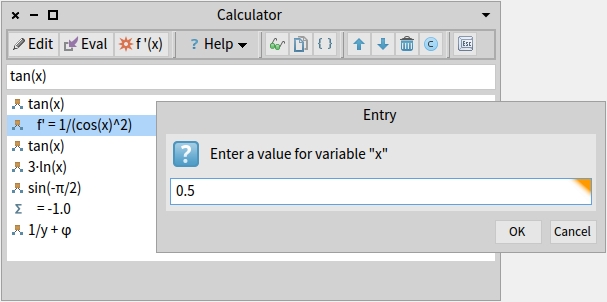 Calculator
Edit Eval f'(x) ? Help { } C Esc
tan(x)
tan(x)
f' = 1/(cos(x)^2)
tan(x)
3·ln(x)
sin(-π/2)
Σ = -1.0
1/y + φ
Entry
? Enter a value for variable "x"
0.5
OK Cancel